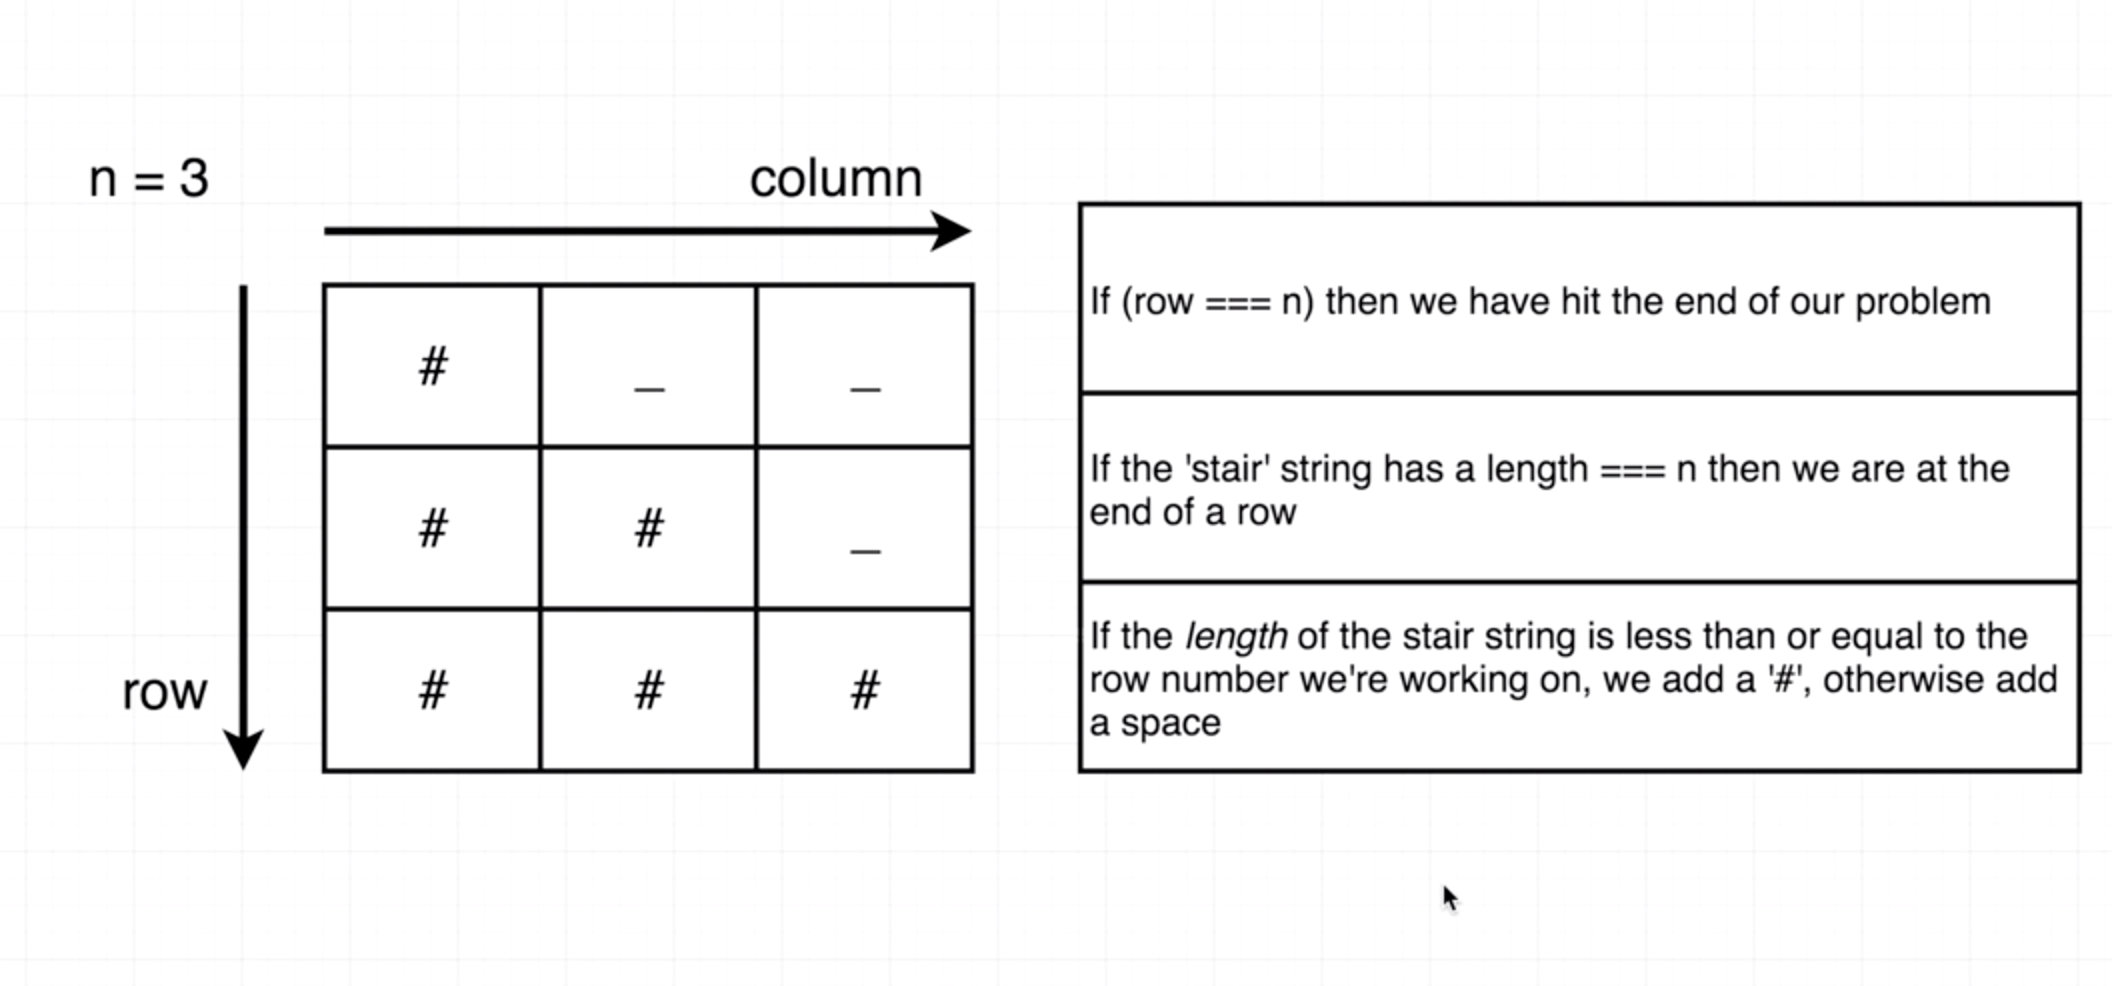 n = 3
column
row
# _ _
# # _
# # #
If (row === n) then we have hit the end of our problem
If the 'stair' string has a length === n then we are at the
end of a row
If the length of the stair string is less than or equal to the
row number we're working on, we add a '#', otherwise add
a space